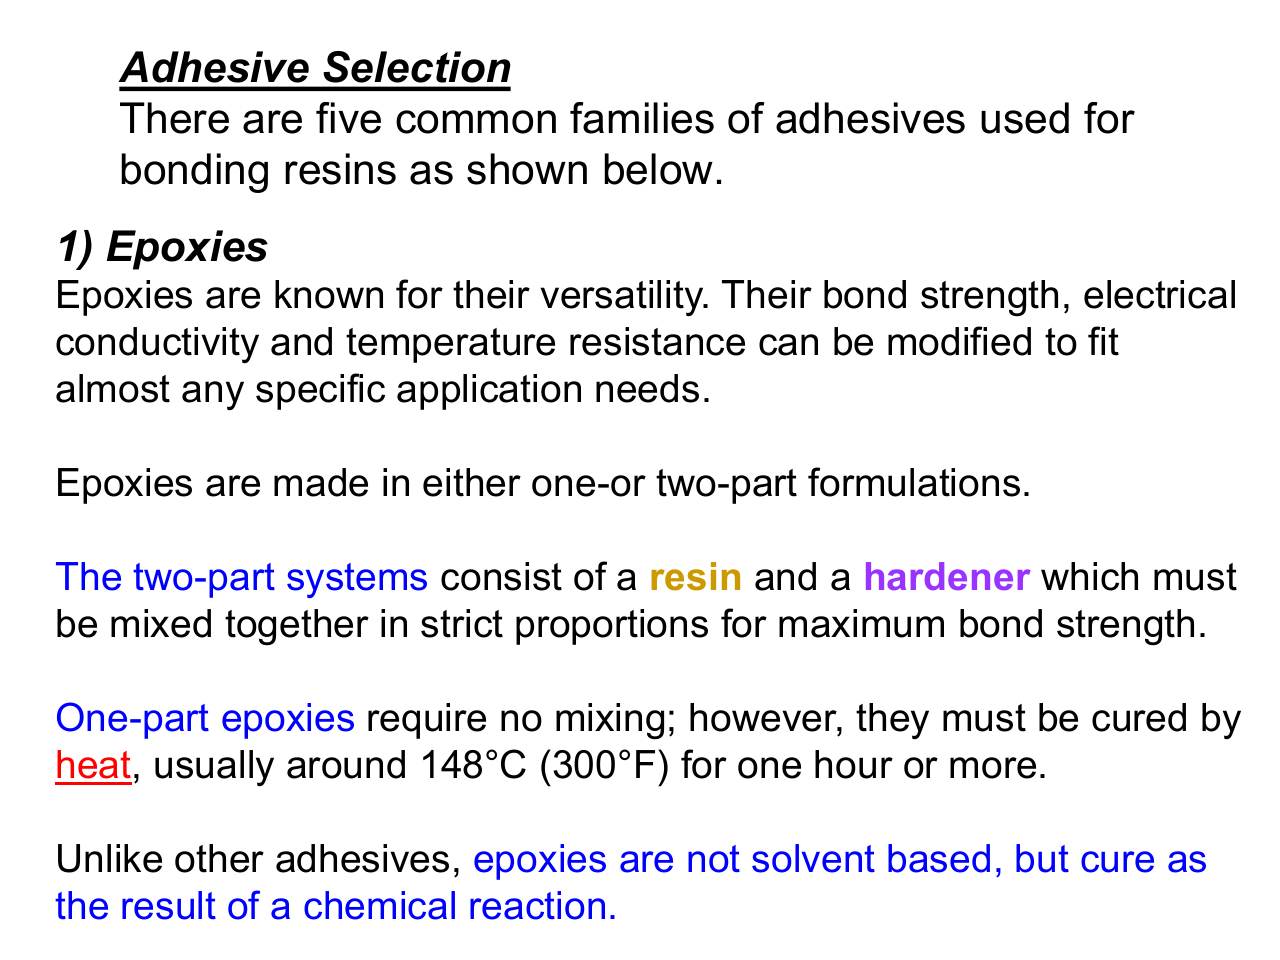 Adhesive Selection
There are five common families of adhesives used for
bonding resins as shown below.
1) Epoxies
Epoxies are known for their versatility. Their bond strength, electrical
conductivity and temperature resistance can be modified to fit
almost any specific application needs.
Epoxies are made in either one-or two-part formulations.
The two-part systems consist of a resin and a hardener which must
be mixed together in strict proportions for maximum bond strength.
One-part epoxies require no mixing; however, they must be cured by
heat, usually around 148°C (300°F) for one hour or more.
Unlike other adhesives, epoxies are not solvent based, but cure as
the result of a chemical reaction.